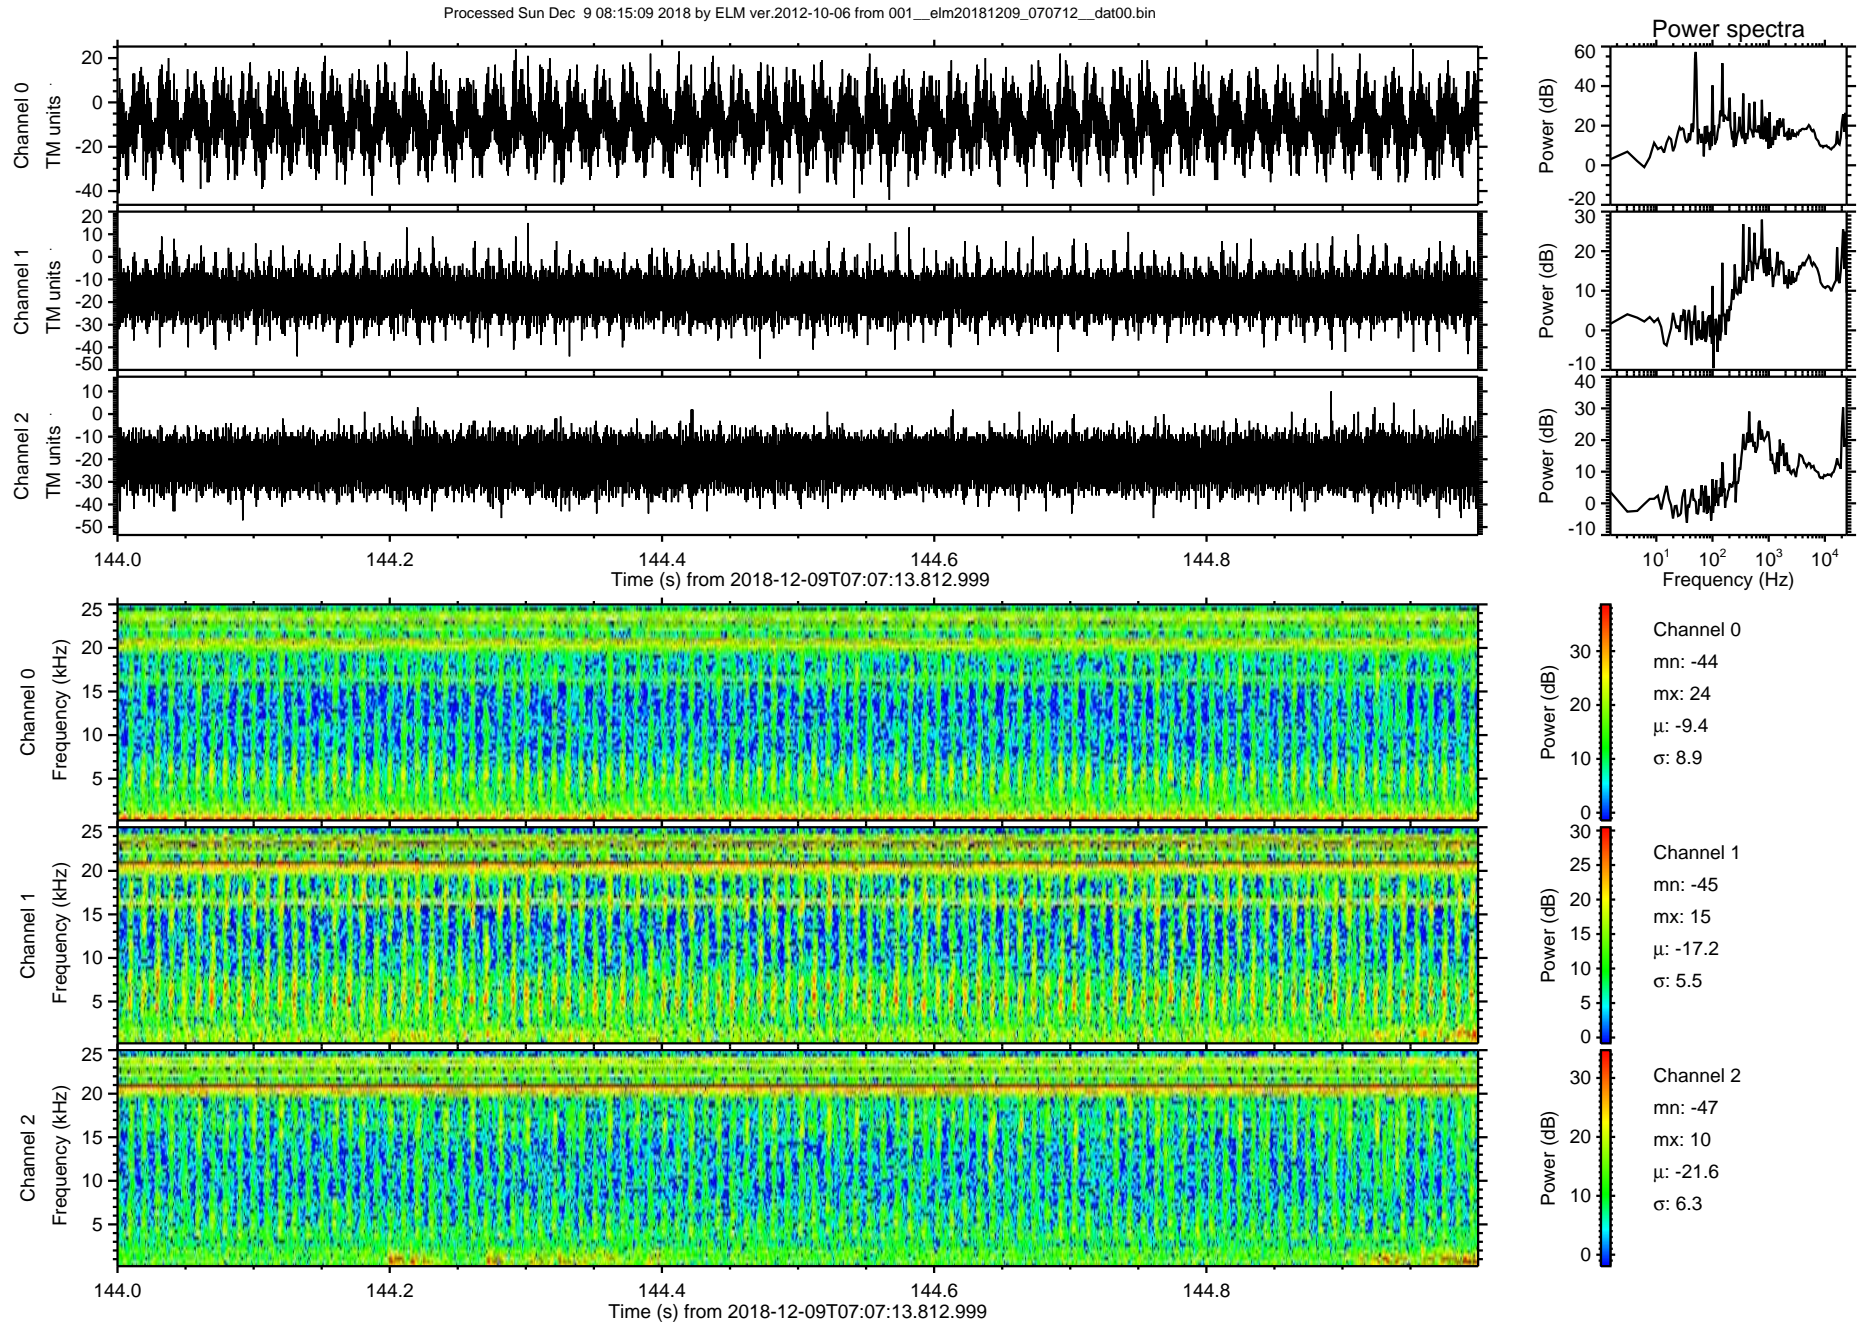 Processed Sun Dec  9 08:15:09 2018 by ELM ver.2012-10-06 from 001__elm20181209_070712__dat00.bin
Power spectra
Channel 0
TM units
20
0
-20
-40
Power (dB)
60
40
20
0
-20
Channel 1
TM units
20
10
0
-10
-20
-30
-40
-50
Power (dB)
30
20
10
0
-10
Channel 2
TM units
10
0
-10
-20
-30
-40
-50
Power (dB)
40
30
20
10
0
-10
144.0 144.2 144.4 144.6 144.8
Time (s) from 2018-12-09T07:07:13.812.999
10^1 10^2 10^3 10^4
Frequency (Hz)
Channel 0
Frequency (kHz)
25
20
15
10
5
Power (dB)
30
20
10
0
Channel 0
mn: -44
mx: 24
μ: -9.4
σ: 8.9
Channel 1
Frequency (kHz)
25
20
15
10
5
Power (dB)
30
25
20
15
10
5
0
Channel 1
mn: -45
mx: 15
μ: -17.2
σ: 5.5
Channel 2
Frequency (kHz)
25
20
15
10
5
Power (dB)
30
20
10
0
Channel 2
mn: -47
mx: 10
μ: -21.6
σ: 6.3
144.0 144.2 144.4 144.6 144.8
Time (s) from 2018-12-09T07:07:13.812.999